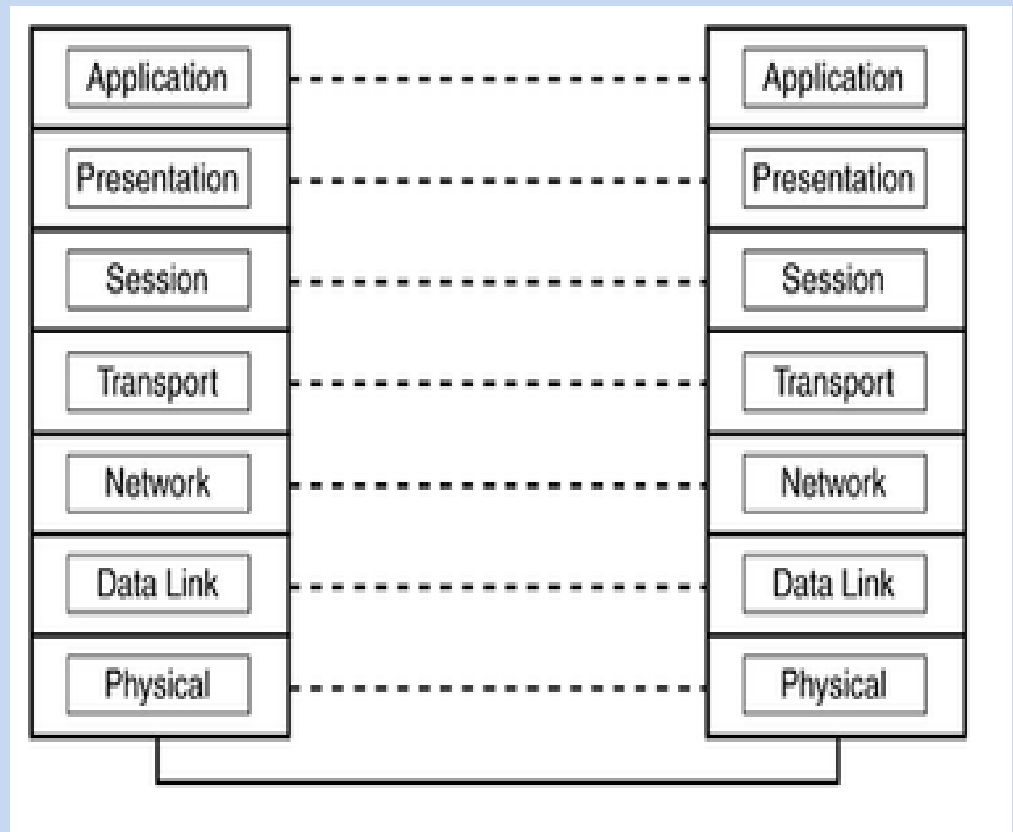 Application Application
Presentation Presentation
Session Session
Transport Transport
Network Network
Data Link Data Link
Physical Physical